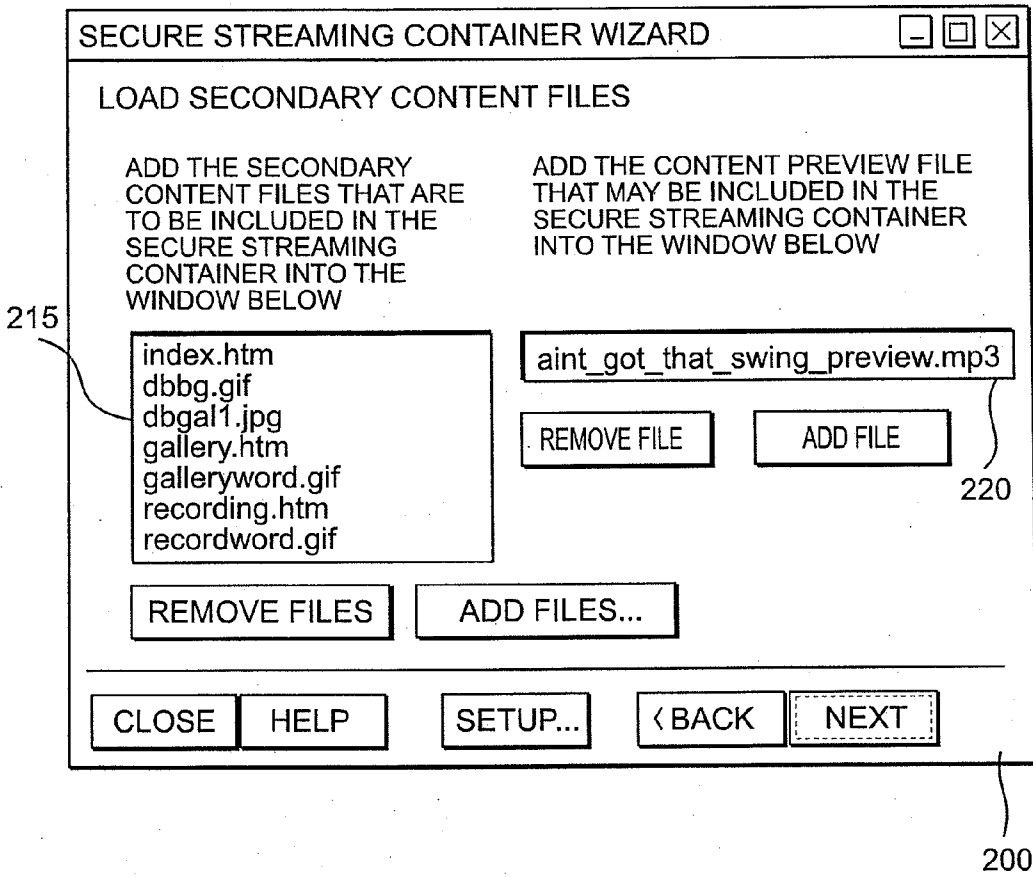 SECURE STREAMING CONTAINER WIZARD
LOAD SECONDARY CONTENT FILES
ADD THE SECONDARY
CONTENT FILES THAT ARE
TO BE INCLUDED IN THE
SECURE STREAMING
CONTAINER INTO THE
WINDOW BELOW
ADD THE CONTENT PREVIEW FILE
THAT MAY BE INCLUDED IN THE
SECURE STREAMING CONTAINER
INTO THE WINDOW BELOW
215
index.htm
dbbg.gif
dbgal1.jpg
gallery.htm
galleryword.gif
recording.htm
recordword.gif
aint_got_that_swing_preview.mp3
REMOVE FILE
ADD FILE
220
REMOVE FILES
ADD FILES...
CLOSE
HELP
SETUP...
<BACK
NEXT
200